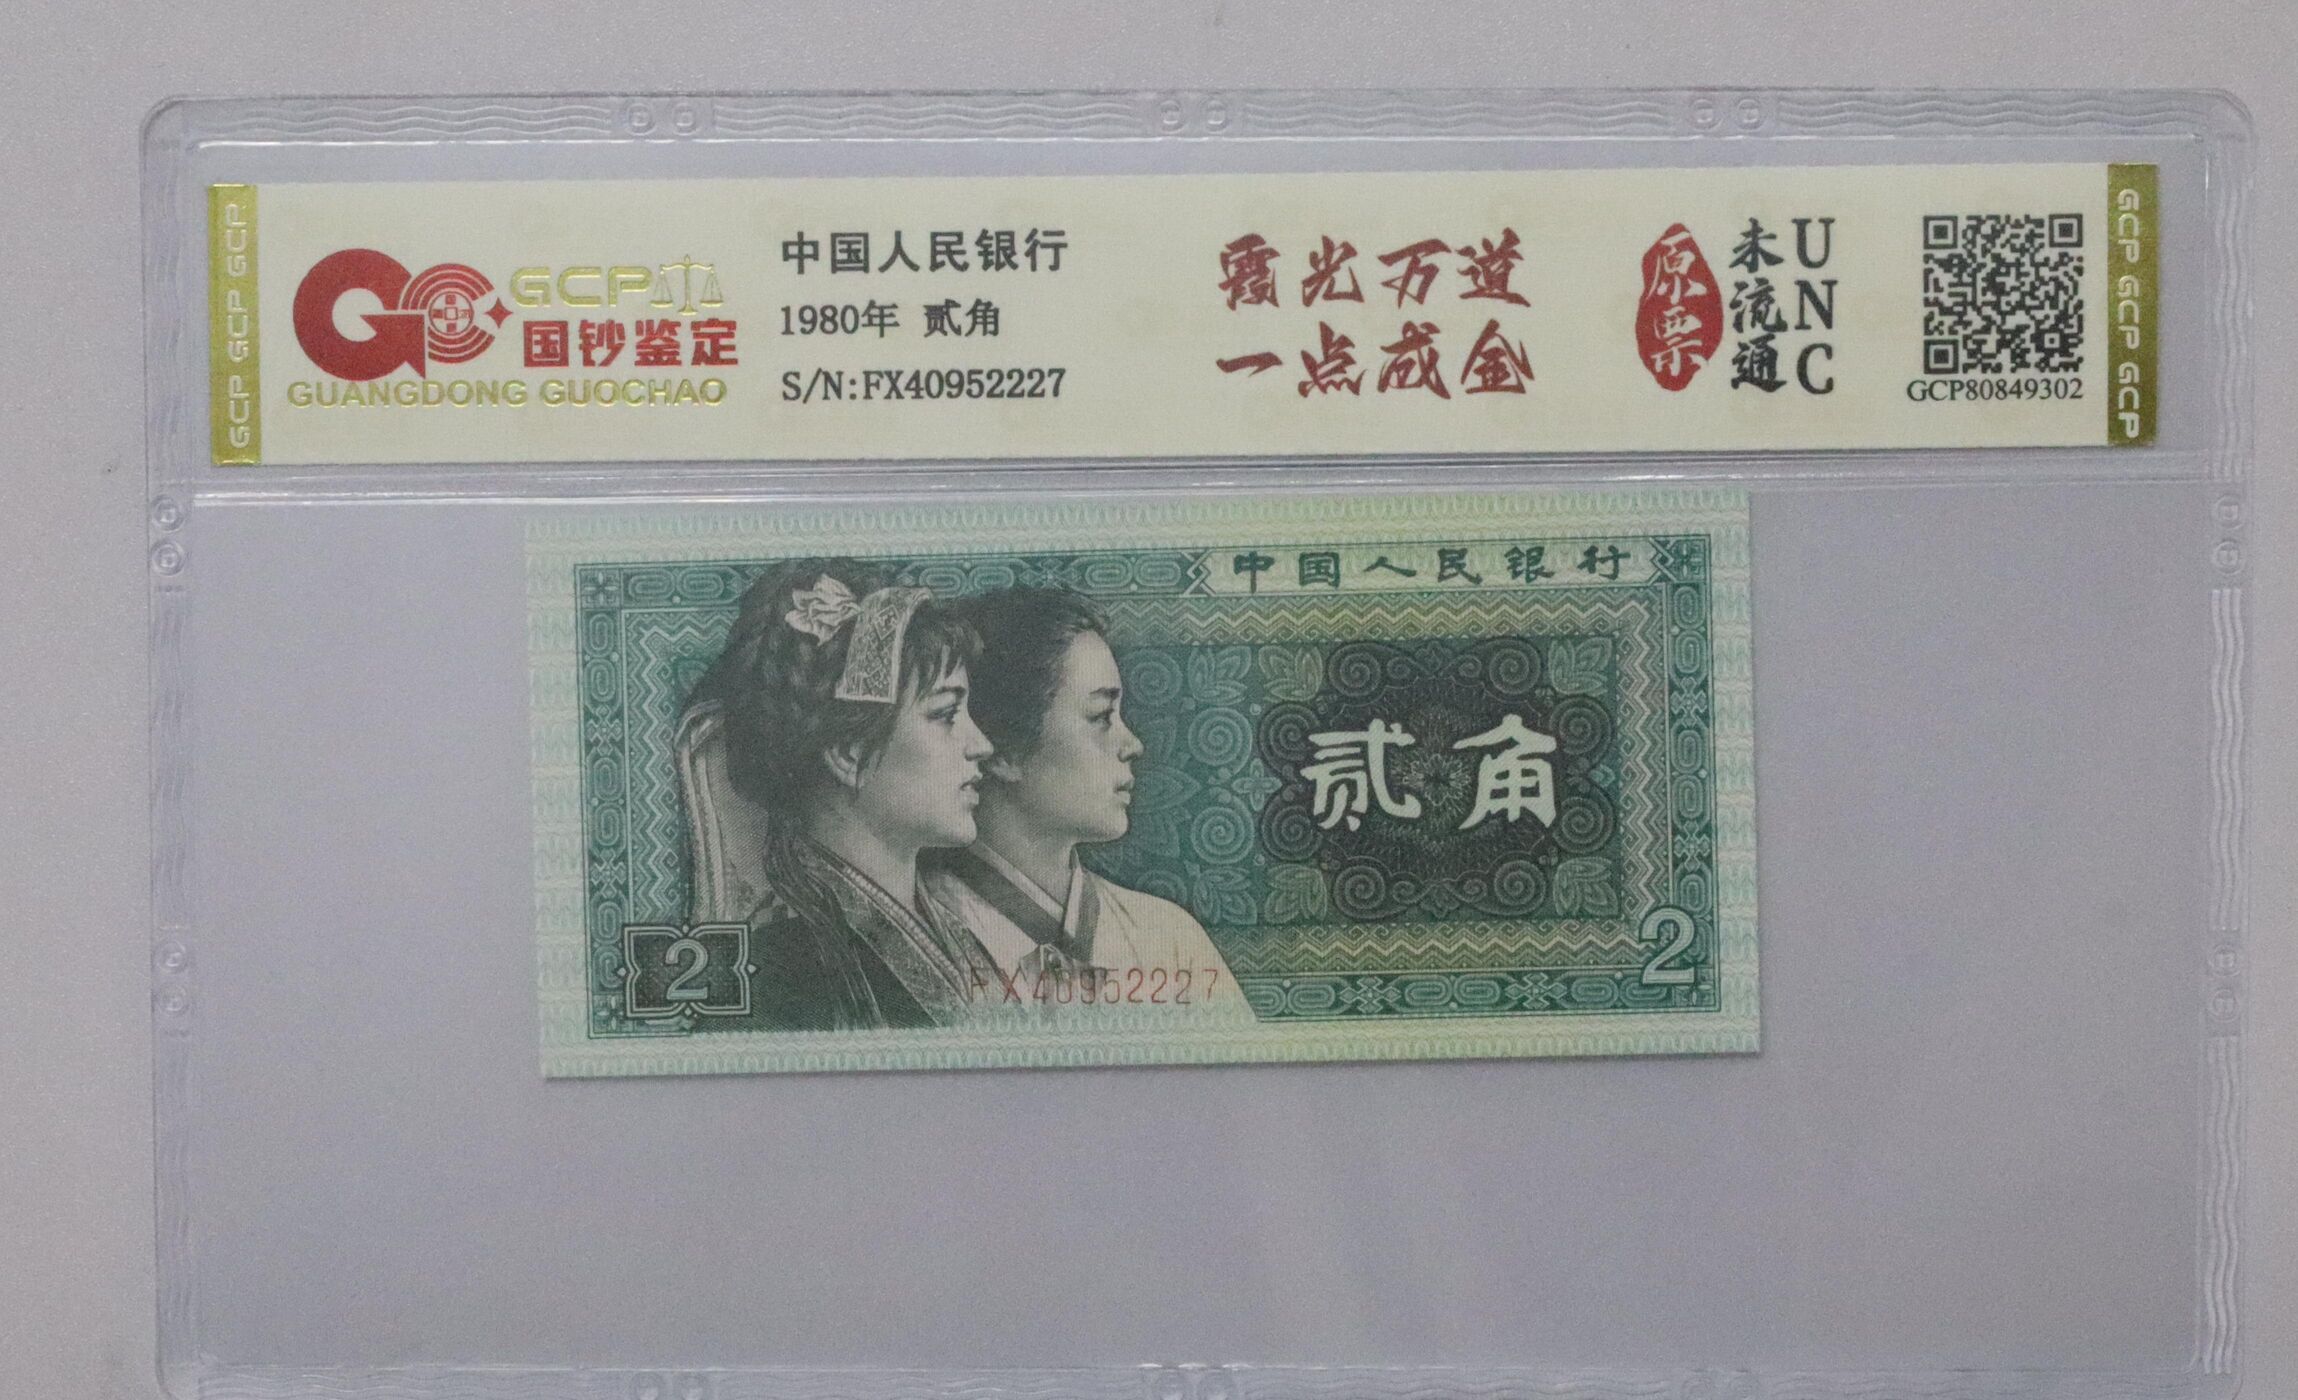 GCP GCP GCP
GCP
国钞鉴定
GUANGDONG GUOCHAO
中国人民银行
1980年 贰角
S/N:FX40952227
霞光万道
一点成金
原票
未流通
UNC
GCP80849302
GCP GCP GCP
中国人民银行
贰角
2
FX40952227
2